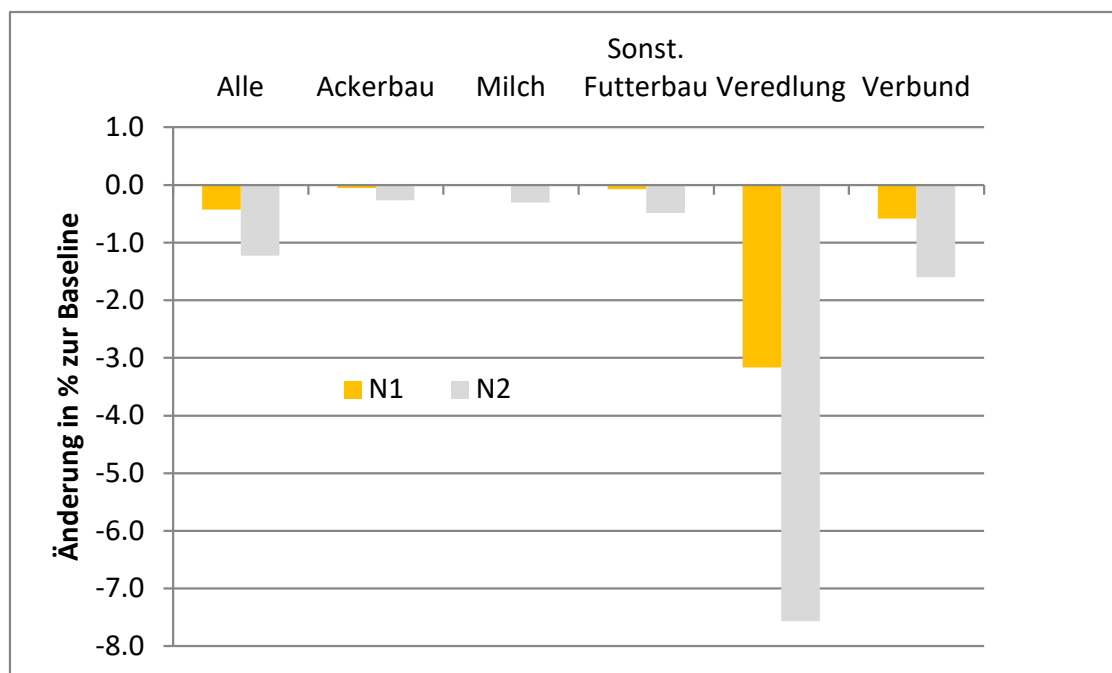 Sonst.
Alle Ackerbau Milch Futterbau Veredlung Verbund
1.0
0.0
-1.0
-2.0
-3.0
-4.0
-5.0
-6.0
-7.0
-8.0
Änderung in % zur Baseline
N1 N2